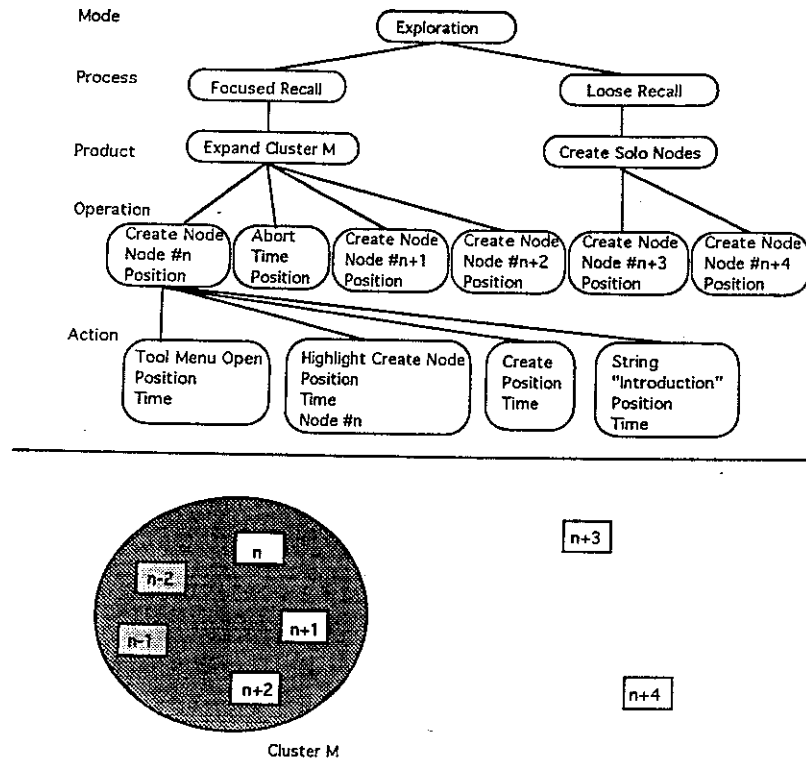 Mode
Exploration
Process
Focused Recall
Loose Recall
Product
Expand Cluster M
Create Solo Nodes
Operation
Create Node
Node #n
Position
Abort
Time
Position
Create Node
Node #n+1
Position
Create Node
Node #n+2
Position
Create Node
Node #n+3
Position
Create Node
Node #n+4
Position
Action
Tool Menu Open
Position
Time
Highlight Create Node
Position
Time
Node #n
Create
Position
Time
String
"Introduction"
Position
Time
n
n-2
n-1
n+1
n+2
n+3
n+4
Cluster M